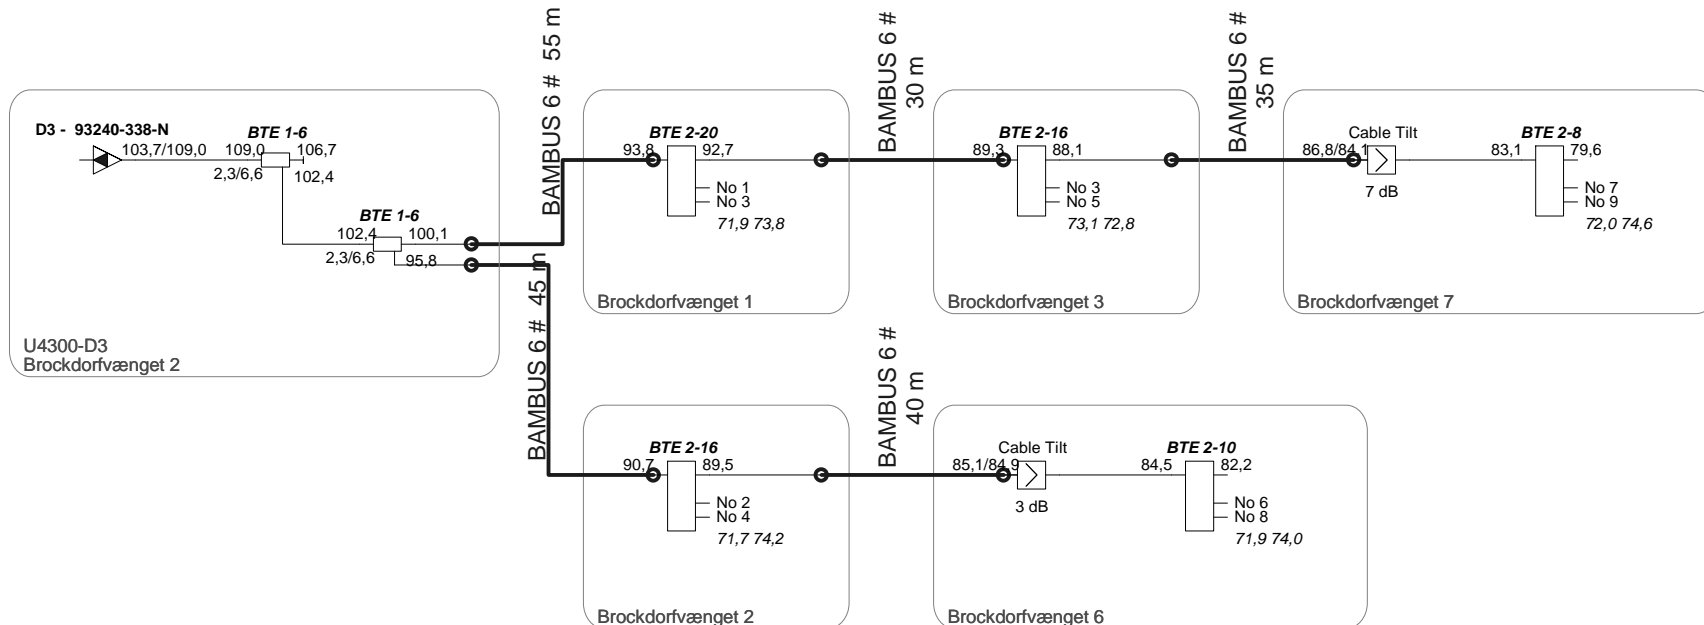 D3 - 93240-338-N
103,7/109,0
BTE 1-6
109,0
106,7
2,3/6,6
102,4
BTE 1-6
102,4
100,1
2,3/6,6
95,8
U4300-D3
Brockdorfvænget 2
BAMBUS 6 # 55 m
BTE 2-20
93,8
92,7
No 1
No 3
71,9 73,8
Brockdorfvænget 1
BAMBUS 6 #
30 m
BTE 2-16
89,3
88,1
No 3
No 5
73,1 72,8
Brockdorfvænget 3
BAMBUS 6 #
35 m
Cable Tilt
86,8/84,1
7 dB
BTE 2-8
83,1
79,6
No 7
No 9
72,0 74,6
Brockdorfvænget 7
BAMBUS 6 # 45 m
BTE 2-16
90,7
89,5
No 2
No 4
71,7 74,2
Brockdorfvænget 2
BAMBUS 6 #
40 m
Cable Tilt
85,1/84,9
3 dB
BTE 2-10
84,5
82,2
No 6
No 8
71,9 74,0
Brockdorfvænget 6